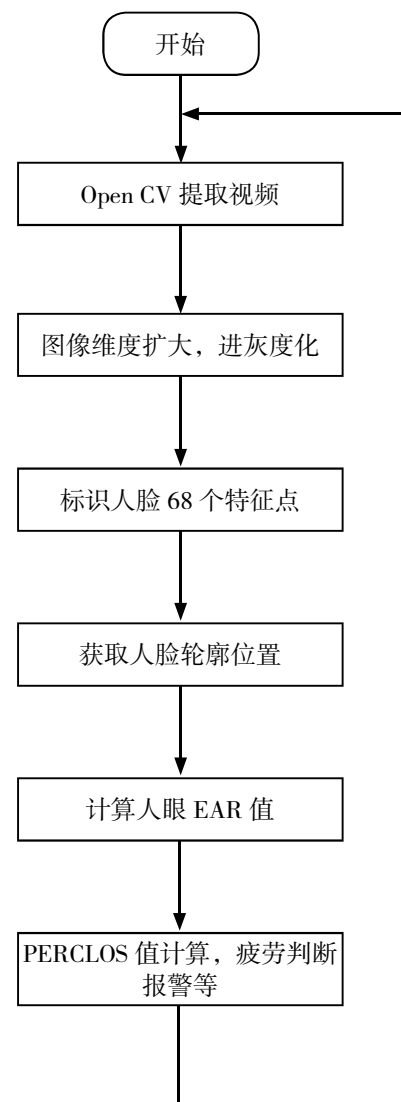 开始
Open CV 提取视频
图像维度扩大，进灰度化
标识人脸 68 个特征点
获取人脸轮廓位置
计算人眼 EAR 值
PERCLOS 值计算，疲劳判断
报警等